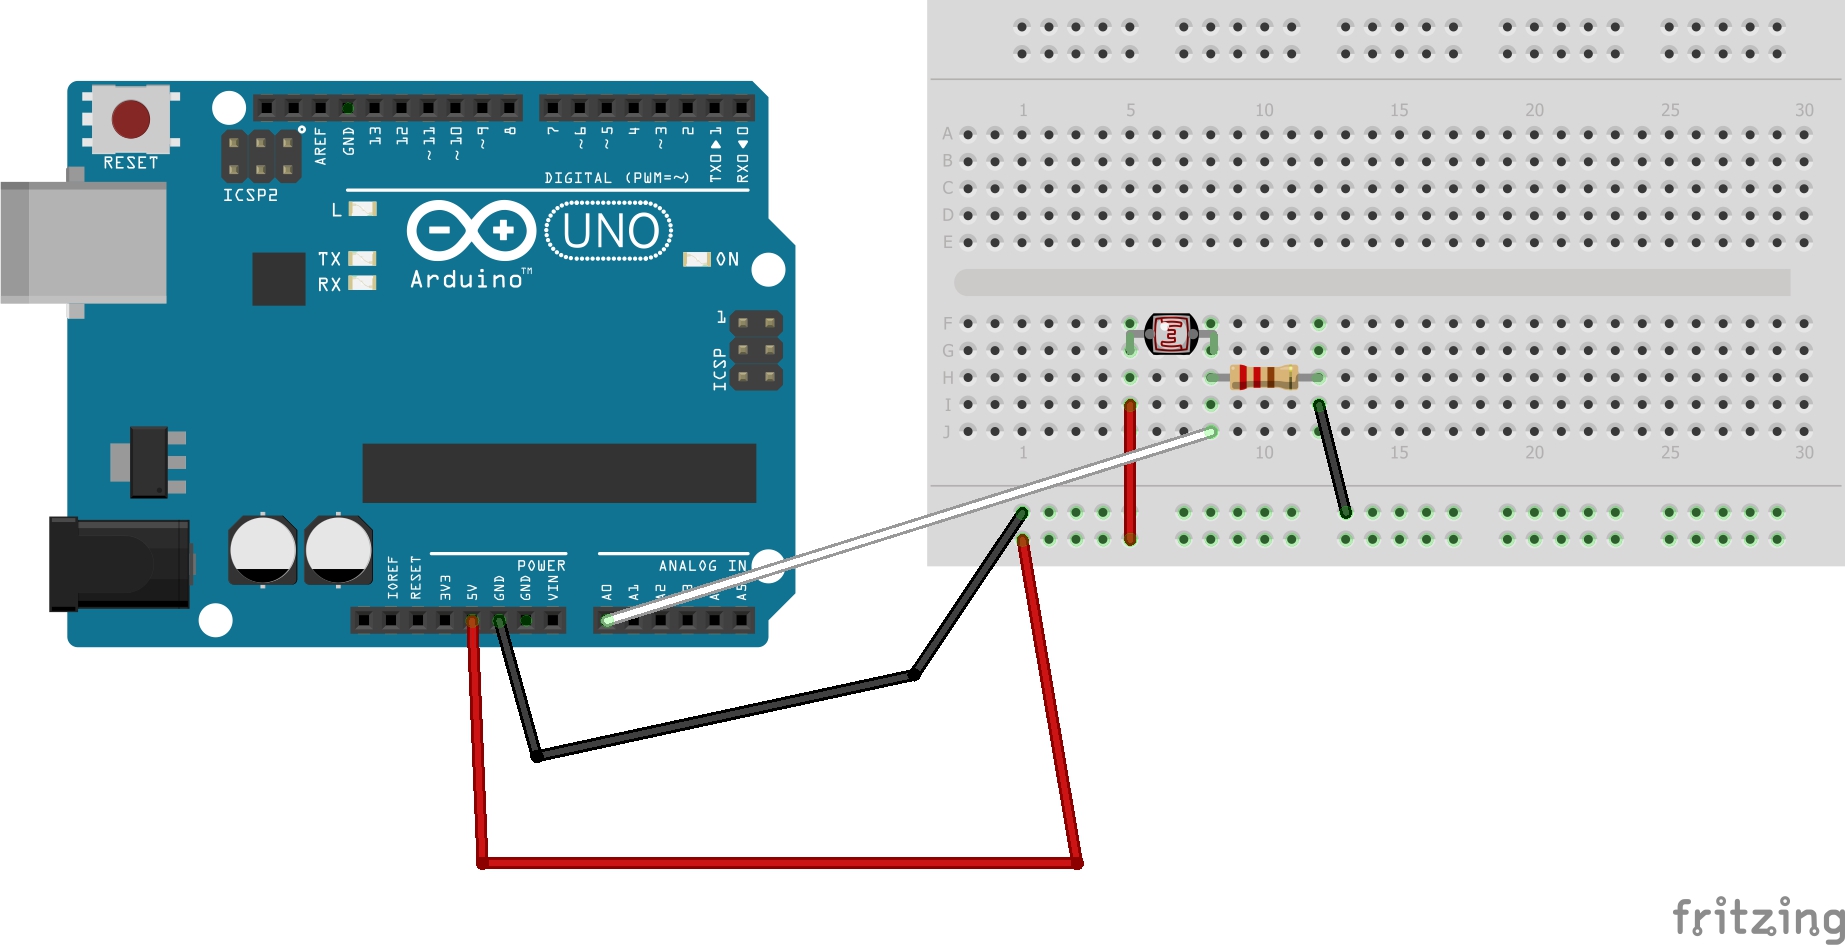 RESET
ICSP2
AREF
GND
13
12
~11
~10
~9
8
7
~6
~5
4
~3
2
TX0▶1
RX0◀0
DIGITAL (PWM=~)
L
TX
RX
UNO
Arduino™
ON
1
ICSP
IOREF
RESET
3V3
5V
GND
GND
VIN
POWER
ANALOG IN
A0
A1
A2
A5
1 5 10 15 20 25 30
A
B
C
D
E
F
G
H
I
J
1 10 15 20 25 30
fritzing